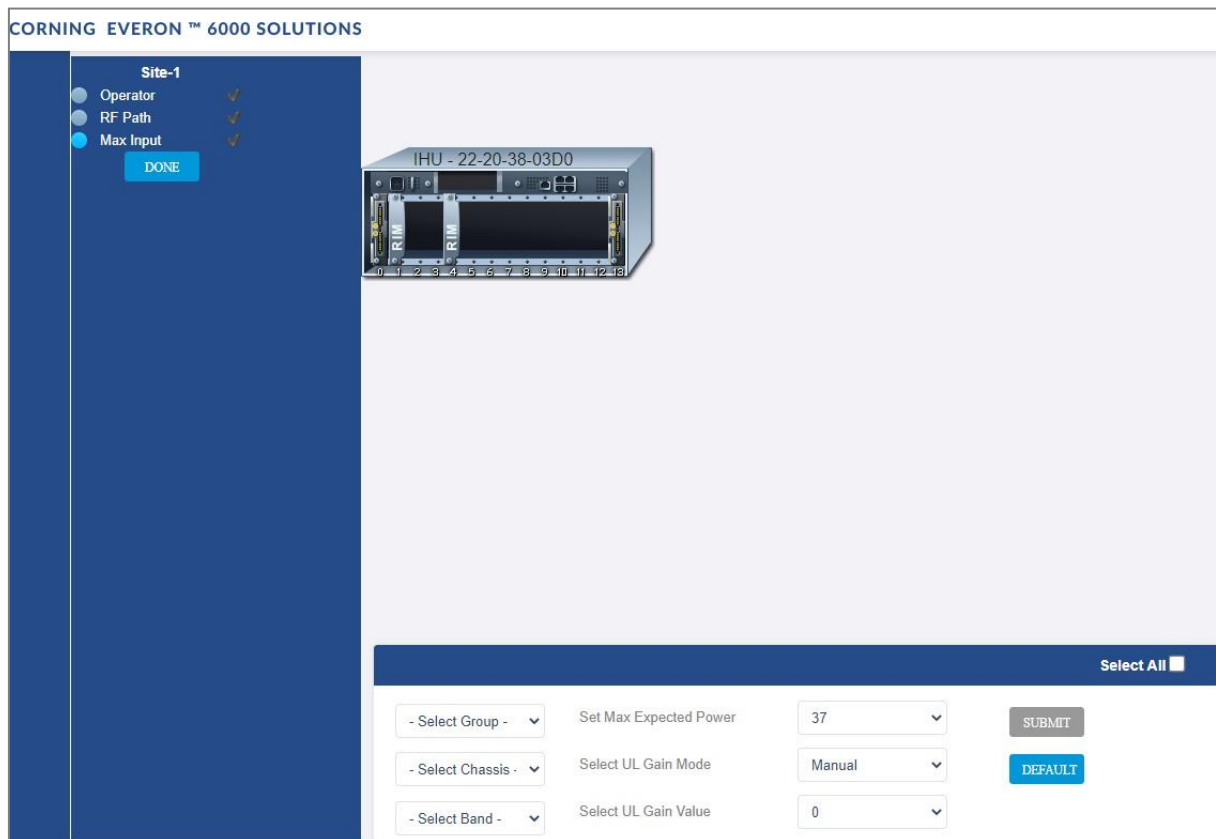 CORNING EVERON ™ 6000 SOLUTIONS
Site-1
Operator
RF Path
Max Input
DONE
IHU - 22-20-38-03D0
RIM RIM
0 1 2 3 4 5 6 7 8 9 10 11 12 13
Select All
- Select Group - Set Max Expected Power 37 SUBMIT
- Select Chassis - Select UL Gain Mode Manual DEFAULT
- Select Band - Select UL Gain Value 0